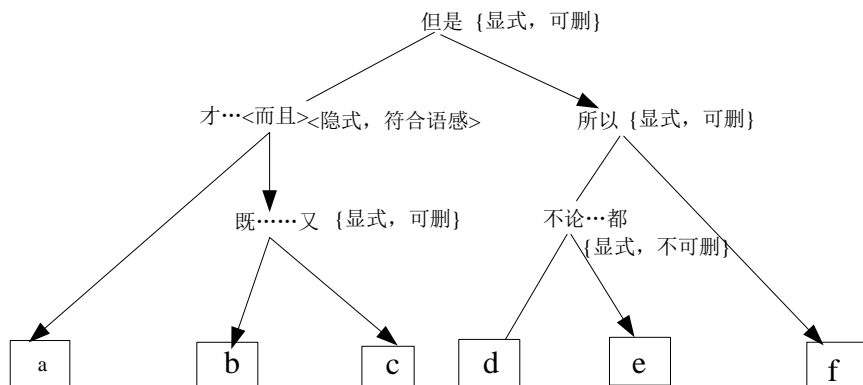 但是 {显式，可删}
才…<而且><隐式，符合语感>
所以 {显式，可删}
既……又 {显式，可删}
不论…都
{显式，不可删}
a
b
c
d
e
f